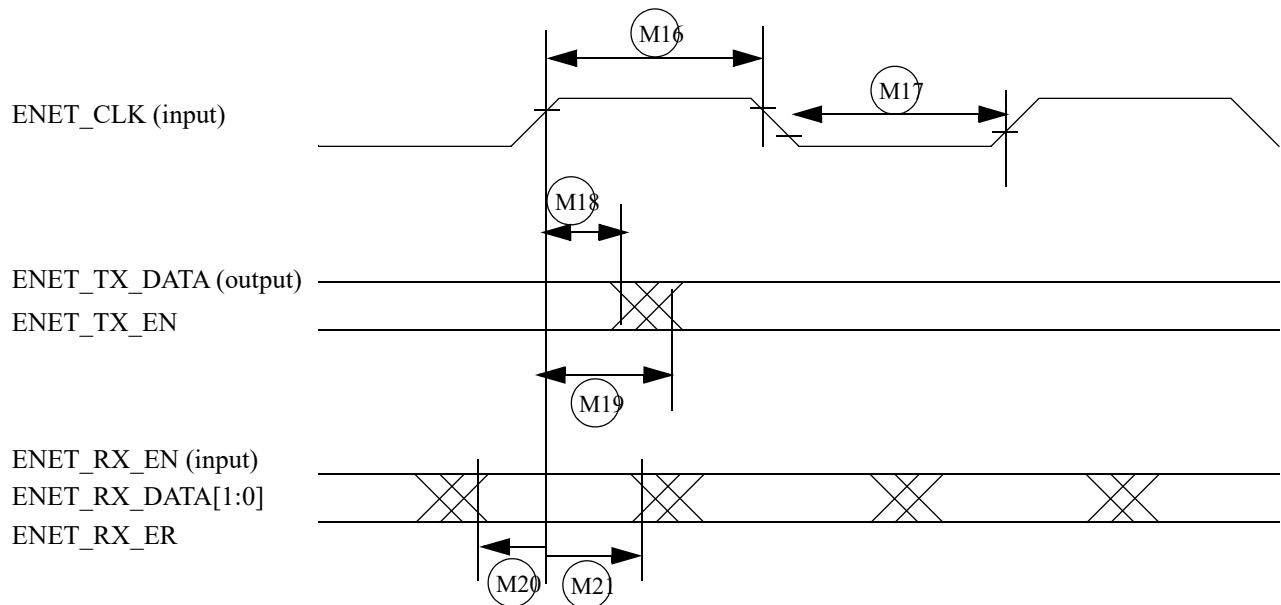 M16
M17
ENET_CLK (input)
M18
ENET_TX_DATA (output)
ENET_TX_EN
M19
ENET_RX_EN (input)
ENET_RX_DATA[1:0]
ENET_RX_ER
M20
M21